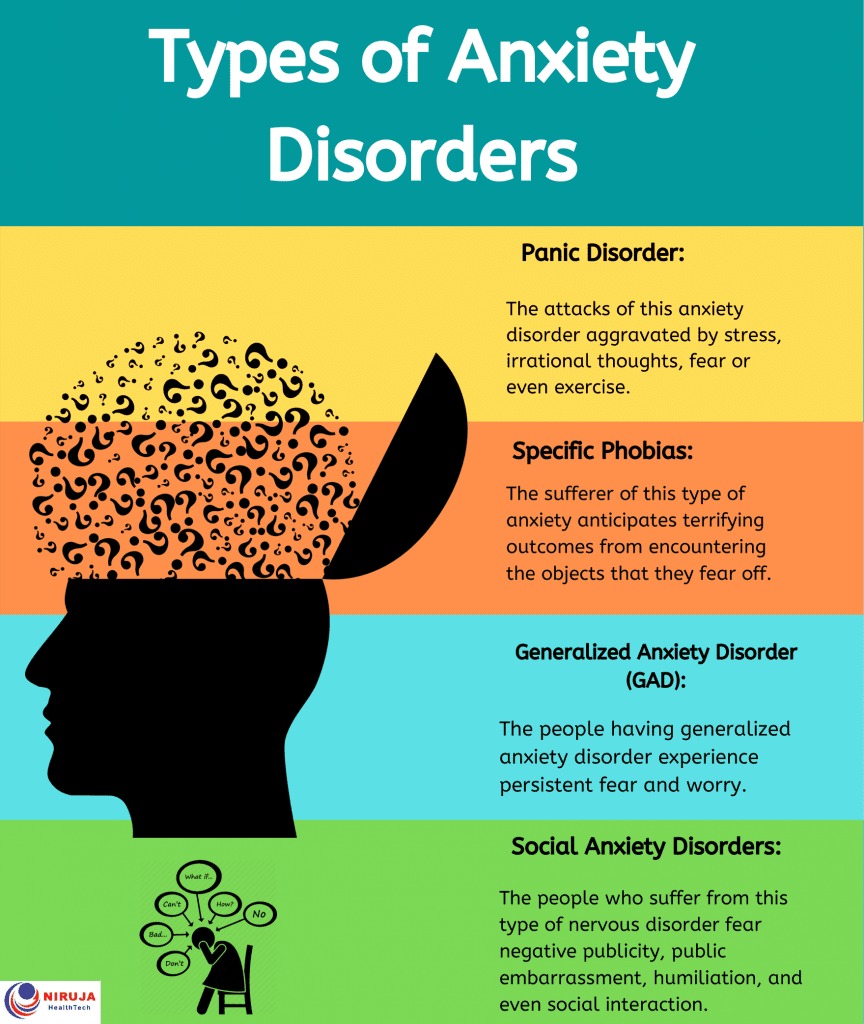 Types of Anxiety
Disorders
Panic Disorder:
The attacks of this anxiety
disorder aggravated by stress,
irrational thoughts, fear or
even exercise.
Specific Phobias:
The sufferer of this type of
anxiety anticipates terrifying
outcomes from encountering
the objects that they fear off.
Generalized Anxiety Disorder
(GAD):
The people having generalized
anxiety disorder experience
persistent fear and worry.
Social Anxiety Disorders:
The people who suffer from this
type of nervous disorder fear
negative publicity, public
embarrassment, humiliation, and
even social interaction.
What if...
Can't
How?
No
Bad...
Don't
NIRUJA
HealthTech